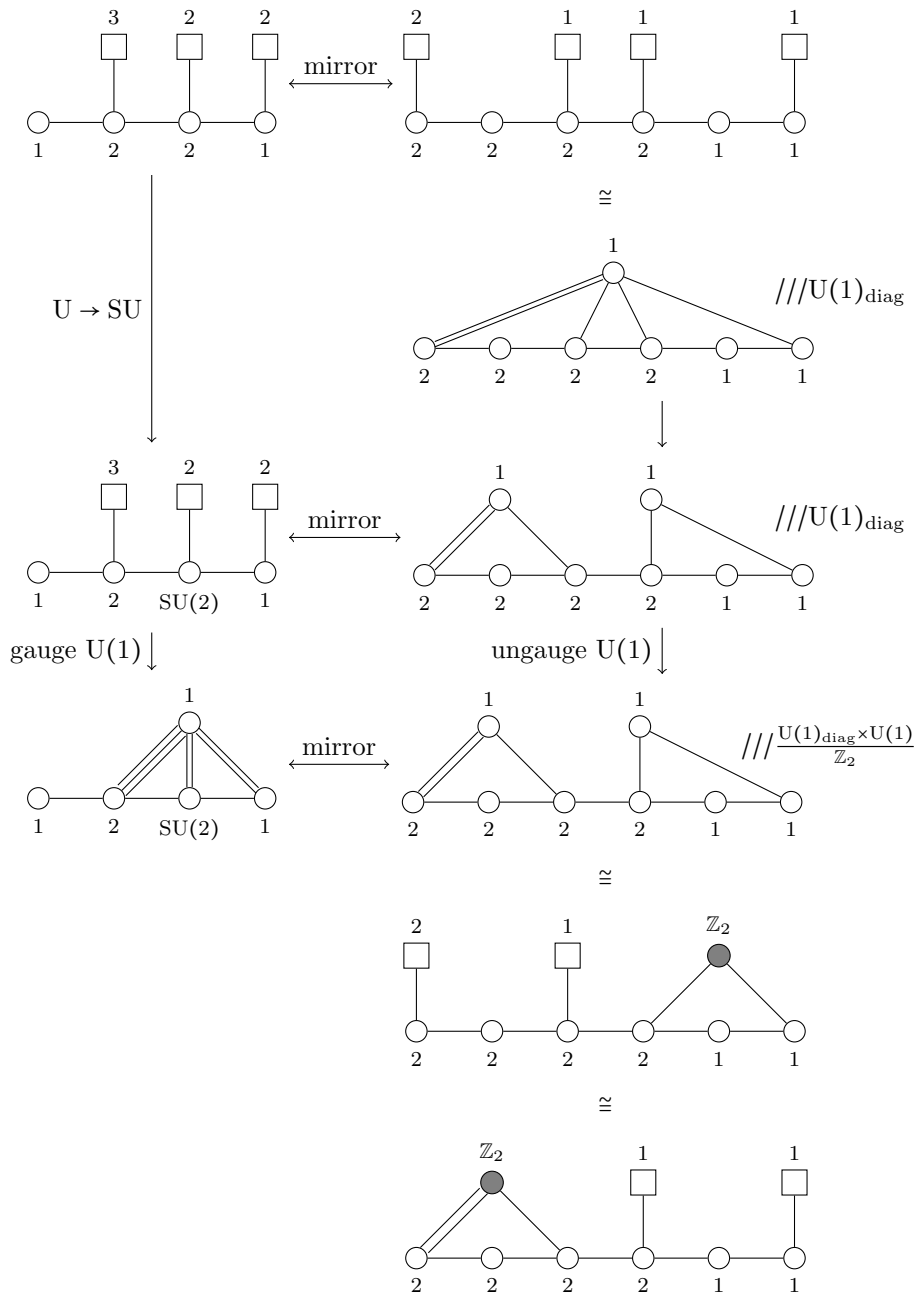 3 2 2
1 2 2 1
mirror
2 1 1 1
2 2 2 2 1 1
≅
U → SU
1
2 2 2 2 1 1
///U(1)diag
3 2 2
1 2 SU(2) 1
mirror
1 1
2 2 2 2 1 1
///U(1)diag
gauge U(1)
ungauge U(1)
1
1 2 SU(2) 1
mirror
1 1
2 2 2 2 1 1
///U(1)diag×U(1)
ℤ2
≅
2 1 ℤ2
2 2 2 2 1 1
≅
ℤ2 1 1
2 2 2 2 1 1